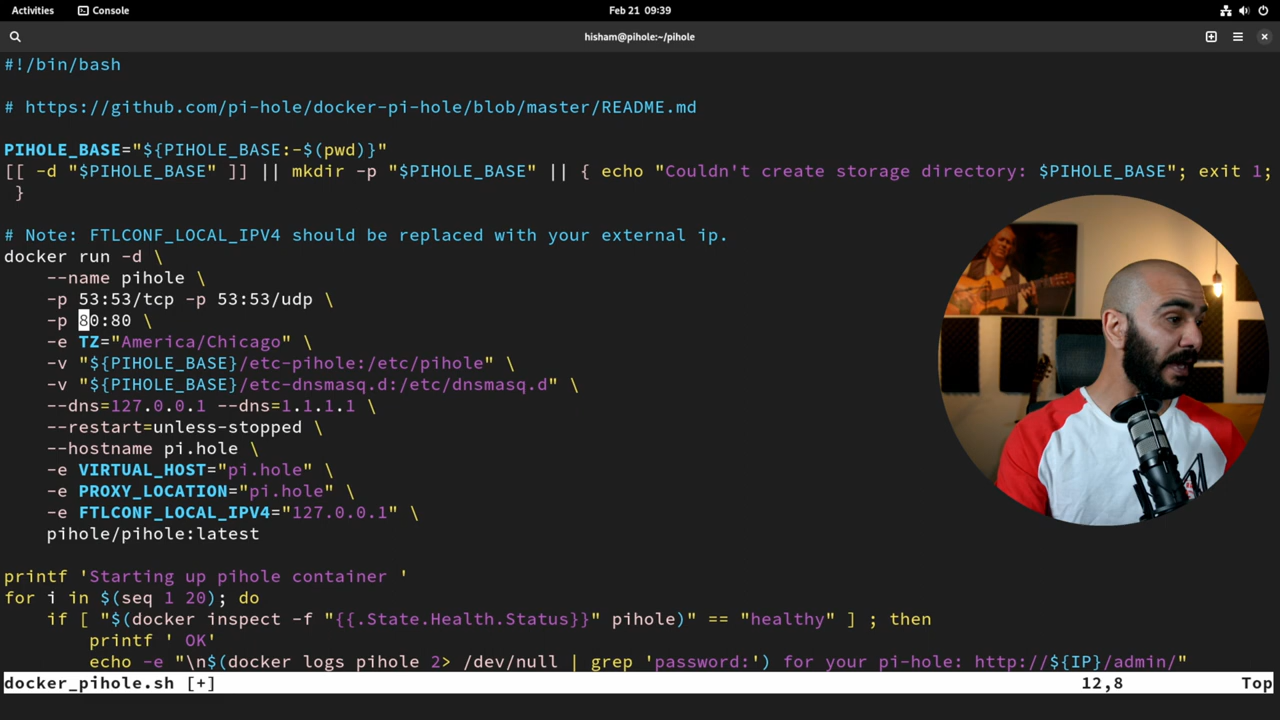 Activities Console Feb 21 09:39
hisham@pihole:~/pihole
#!/bin/bash
# https://github.com/pi-hole/docker-pi-hole/blob/master/README.md
PIHOLE_BASE="${PIHOLE_BASE:-$(pwd)}"
[[ -d "$PIHOLE_BASE" ]] || mkdir -p "$PIHOLE_BASE" || { echo "Couldn't create storage directory: $PIHOLE_BASE"; exit 1;
}
# Note: FTLCONF_LOCAL_IPV4 should be replaced with your external ip.
docker run -d \
    --name pihole \
    -p 53:53/tcp -p 53:53/udp \
    -p 80:80 \
    -e TZ="America/Chicago" \
    -v "${PIHOLE_BASE}/etc-pihole:/etc/pihole" \
    -v "${PIHOLE_BASE}/etc-dnsmasq.d:/etc/dnsmasq.d" \
    --dns=127.0.0.1 --dns=1.1.1.1 \
    --restart=unless-stopped \
    --hostname pi.hole \
    -e VIRTUAL_HOST="pi.hole" \
    -e PROXY_LOCATION="pi.hole" \
    -e FTLCONF_LOCAL_IPV4="127.0.0.1" \
    pihole/pihole:latest
printf 'Starting up pihole container '
for i in $(seq 1 20); do
    if [ "$(docker inspect -f "{{.State.Health.Status}}" pihole)" == "healthy" ] ; then
        printf ' OK'
        echo -e "\n$(docker logs pihole 2> /dev/null | grep 'password:') for your pi-hole: http://${IP}/admin/"
docker_pihole.sh [+] 12,8 Top